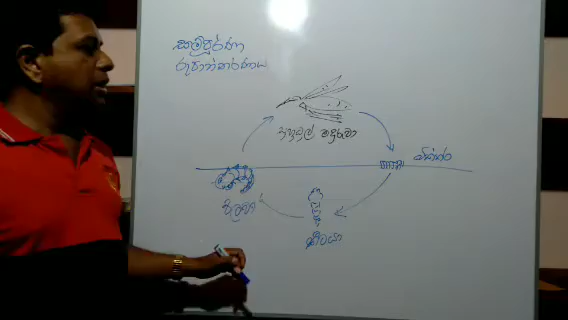 සම්පූර්ණ
රූපාන්තරණය
සුහුඹුල් මදුරුවා
බිත්තර
පිලවා
කීටයා